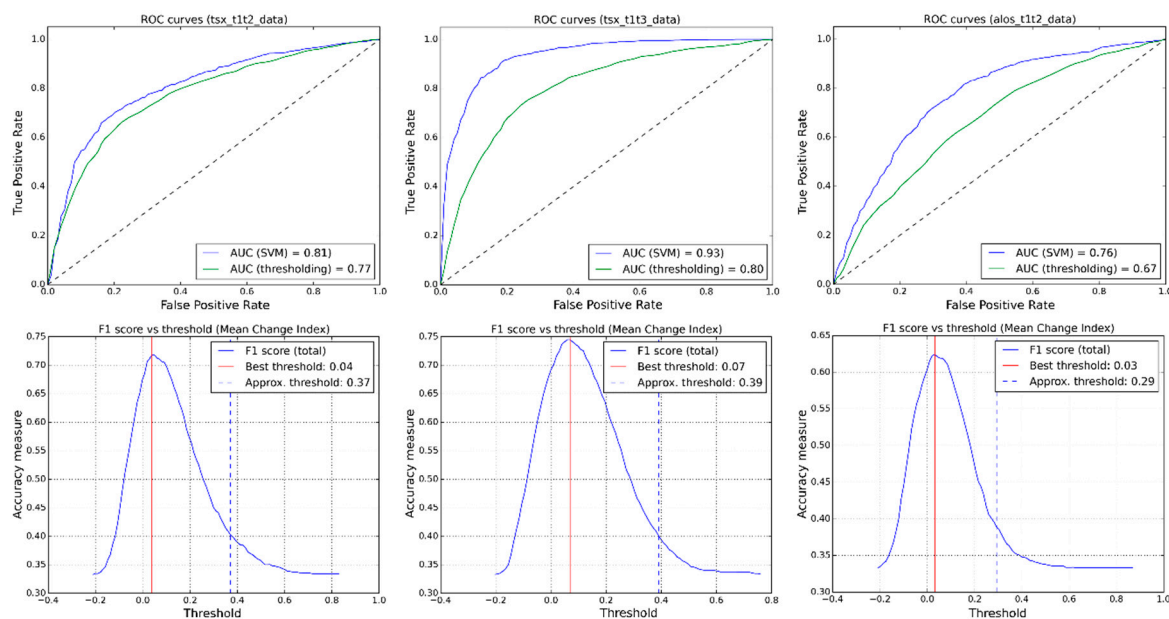 ROC curves (tsx_t1t2_data)
1.0
0.8
0.6
0.4
0.2
0.0
True Positive Rate
AUC (SVM) = 0.81)
AUC (thresholding) = 0.77
0.0 0.2 0.4 0.6 0.8 1.0
False Positive Rate
ROC curves (tsx_t1t3_data)
1.0
0.8
0.6
0.4
0.2
0.0
True Positive Rate
AUC (SVM) = 0.93)
AUC (thresholding) = 0.80
0.0 0.2 0.4 0.6 0.8 1.0
False Positive Rate
ROC curves (alos_t1t2_data)
1.0
0.8
0.6
0.4
0.2
0.0
True Positive Rate
AUC (SVM) = 0.76)
AUC (thresholding) = 0.67
0.0 0.2 0.4 0.6 0.8 1.0
False Positive Rate
F1 score vs threshold (Mean Change Index)
0.75
0.70
0.65
0.60
0.55
0.50
0.45
0.40
0.35
0.30
Accuracy measure
F1 score (total)
Best threshold: 0.04
Approx. threshold: 0.37
−0.4 −0.2 0.0 0.2 0.4 0.6 0.8 1.0
Threshold
F1 score vs threshold (Mean Change Index)
0.75
0.70
0.65
0.60
0.55
0.50
0.45
0.40
0.35
0.30
Accuracy measure
F1 score (total)
Best threshold: 0.07
Approx. threshold: 0.39
−0.4 −0.2 0.0 0.2 0.4 0.6 0.8
Threshold
F1 score vs threshold (Mean Change Index)
0.65
0.60
0.55
0.50
0.45
0.40
0.35
0.30
Accuracy measure
F1 score (total)
Best threshold: 0.03
Approx. threshold: 0.29
−0.4 −0.2 0.0 0.2 0.4 0.6 0.8 1.0
Threshold